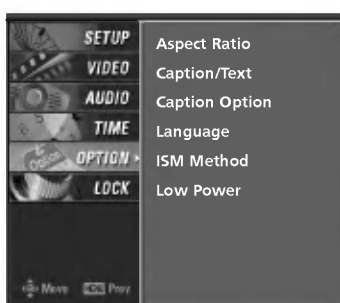 SETUP
VIDEO
AUDIO
TIME
OPTION
LOCK
Move Prev
Aspect Ratio
Caption/Text
Caption Option
Language
ISM Method
Low Power